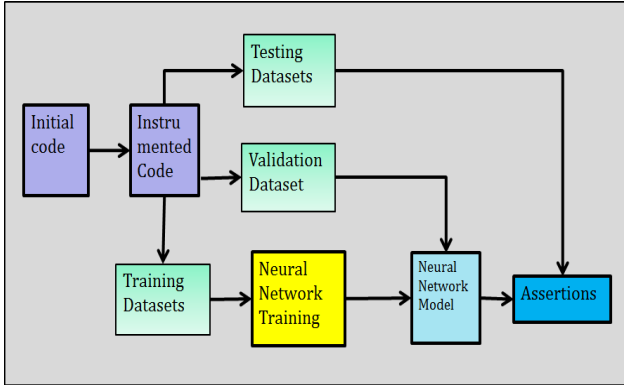 Testing
Datasets
Initial
code
Instru
mented
Code
Validation
Dataset
Training
Datasets
Neural
Network
Training
Neural
Network
Model
Assertions